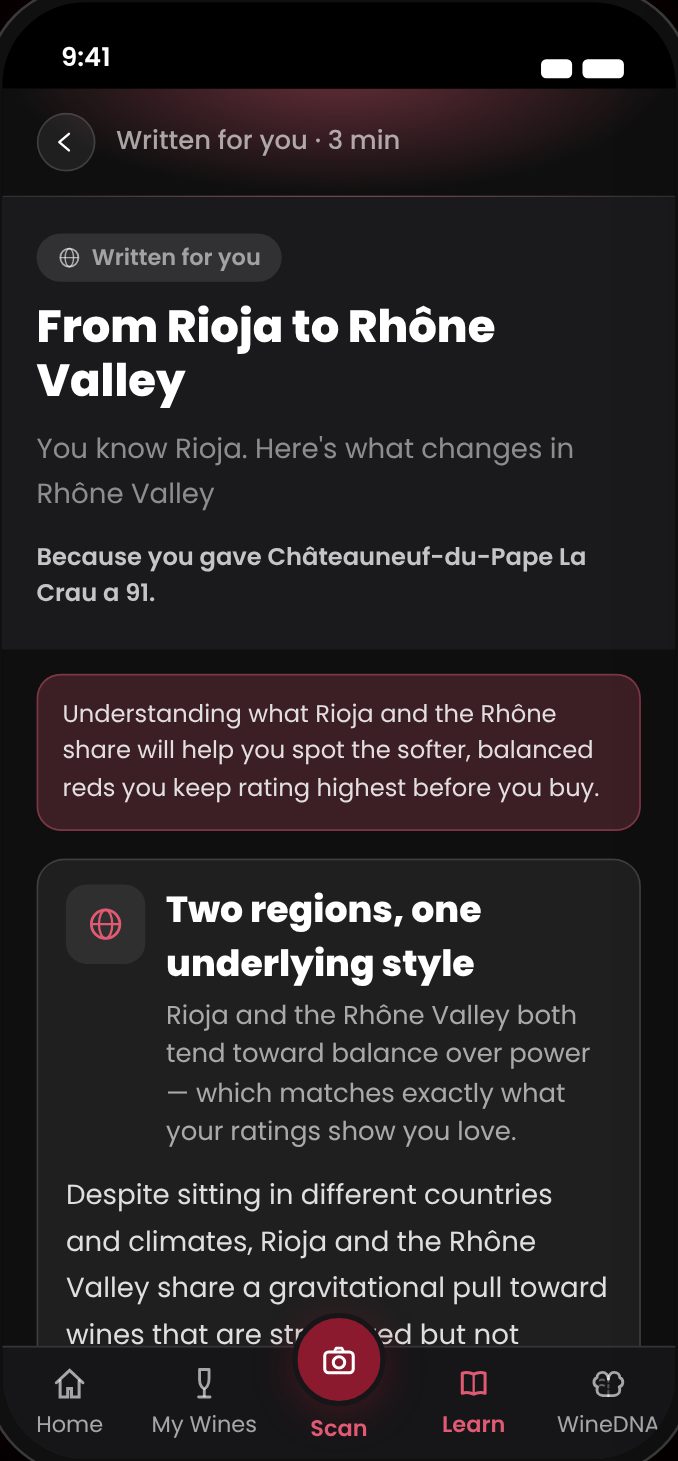 9:41
Written for you · 3 min
Written for you
From Rioja to Rhône
Valley
You know Rioja. Here's what changes in
Rhône Valley
Because you gave Châteauneuf-du-Pape La
Crau a 91.
Understanding what Rioja and the Rhône
share will help you spot the softer, balanced
reds you keep rating highest before you buy.
Two regions, one
underlying style
Rioja and the Rhône Valley both
tend toward balance over power
— which matches exactly what
your ratings show you love.
Despite sitting in different countries
and climates, Rioja and the Rhône
Valley share a gravitational pull toward
wines that are but not
Home
My Wines
Scan
Learn
WineDNA